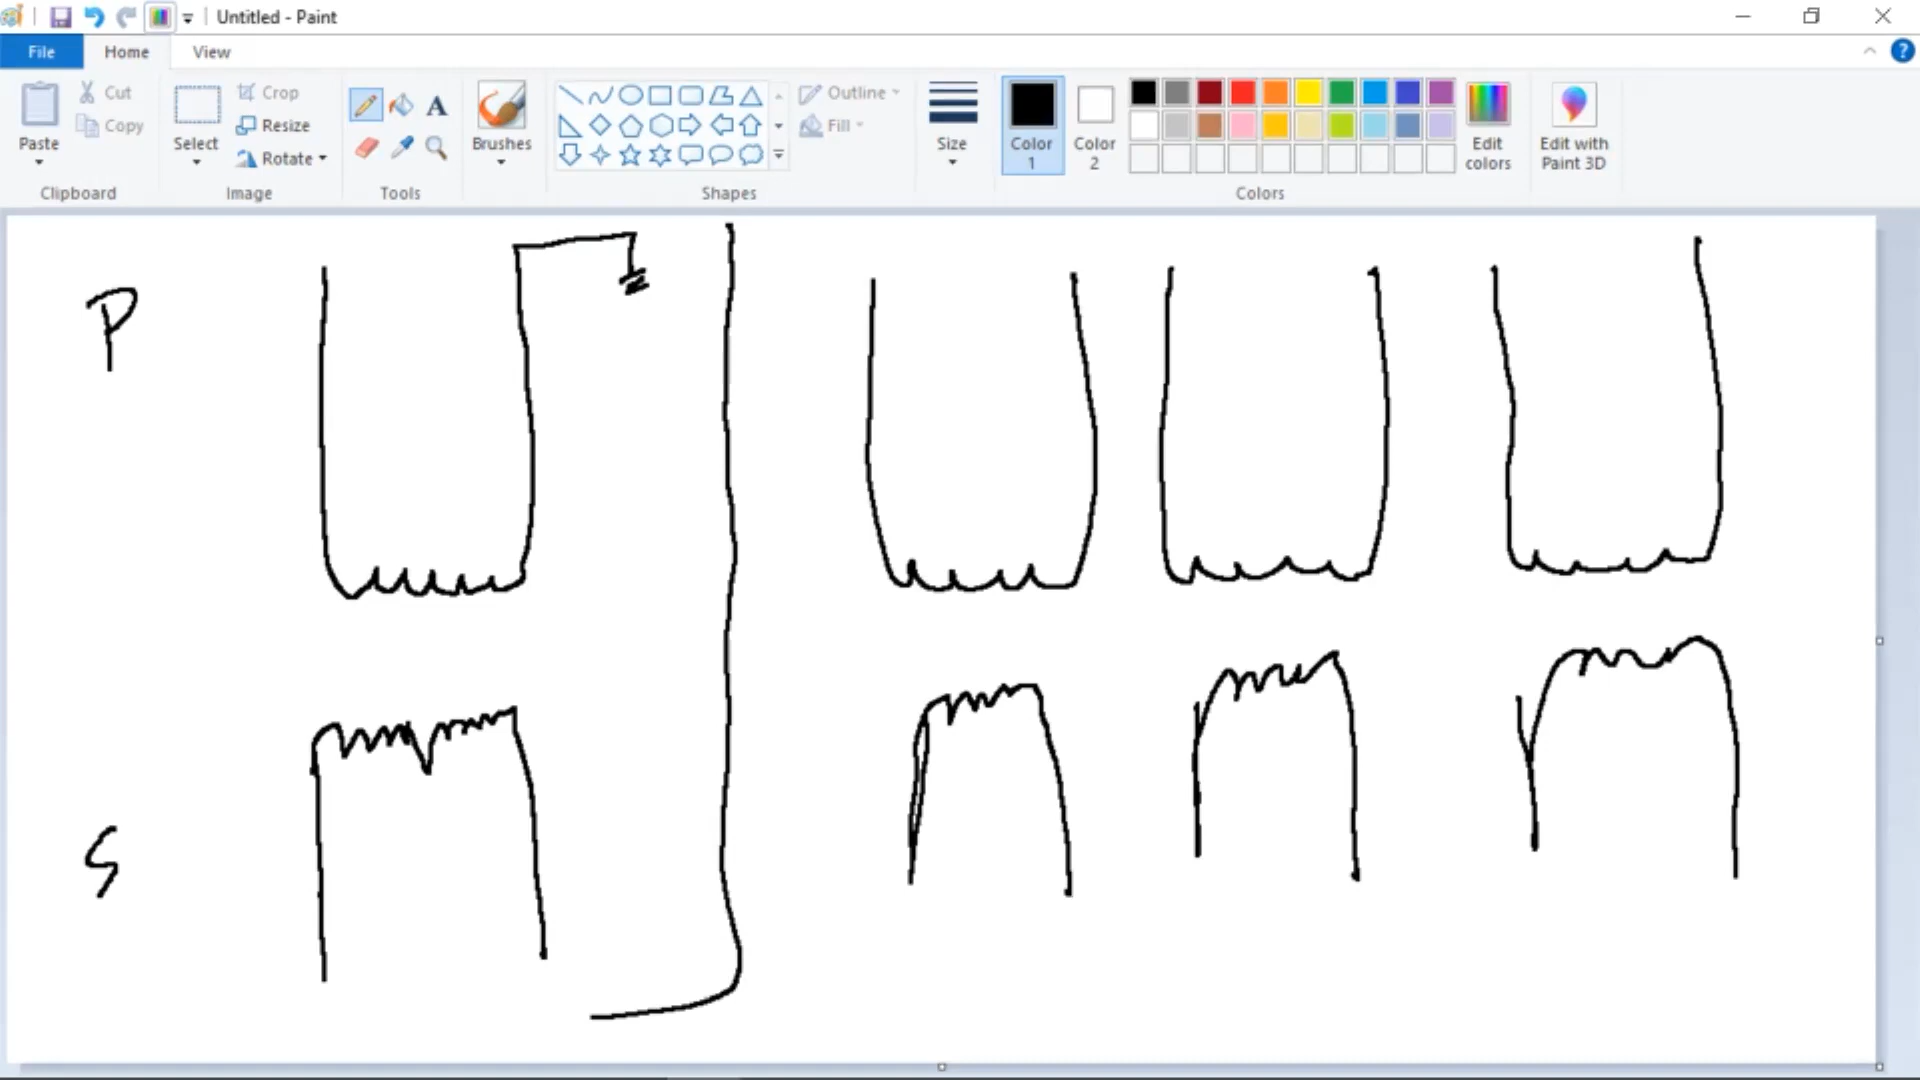 Untitled - Paint
File Home View
Paste
Cut
Copy
Clipboard
Select
Crop
Resize
Rotate
Image
Tools
Brushes
Shapes
Outline
Fill
Size
Color 1
Color 2
Edit colors
Colors
Edit with Paint 3D
P
S